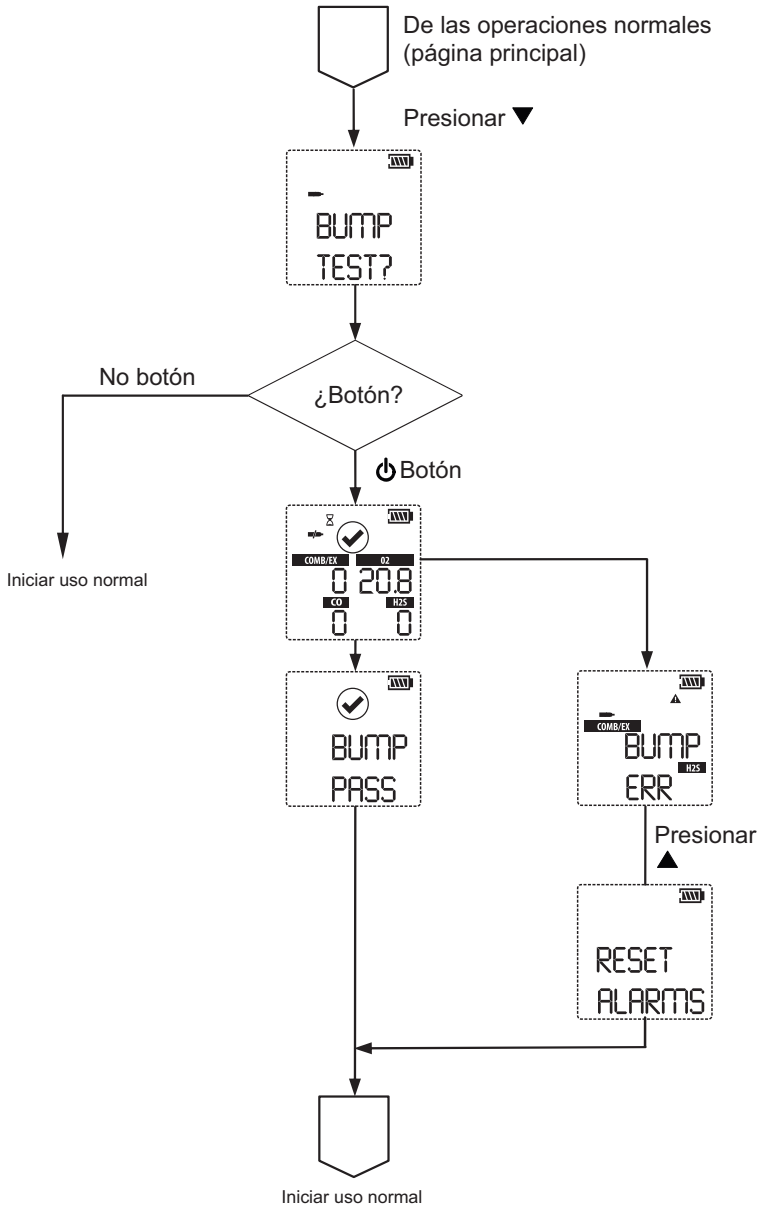 De las operaciones normales
(página principal)
Presionar ▼
BUMP
TEST?
No botón
¿Botón?
Botón
COMB/EX O2
0 20.8
CO H2S
0 0
Iniciar uso normal
BUMP
PASS
COMB/EX
BUMP
H2S
ERR
Presionar
▲
RESET
ALARMS
Iniciar uso normal